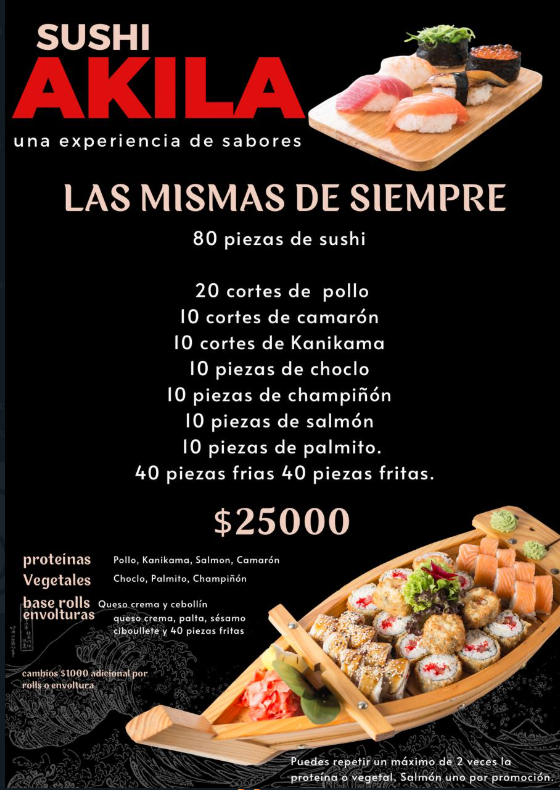 SUSHI
AKILA
una experiencia de sabores
LAS MISMAS DE SIEMPRE
80 piezas de sushi
20 cortes de pollo
10 cortes de camarón
10 cortes de Kanikama
10 piezas de choclo
10 piezas de champiñón
10 piezas de salmón
10 piezas de palmito.
40 piezas frias 40 piezas fritas.
$25000
proteínas Pollo, Kanikama, Salmon, Camarón
Vegetales Choclo, Palmito, Champiñón
base rolls Queso crema y cebollín
envolturas queso crema, palta, sésamo
ciboullete y 40 piezas fritas
cambios $1000 adicional por
rolls o envoltura
Puedes repetir un máximo de 2 veces la
proteína o vegetal, Salmón uno por promoción.